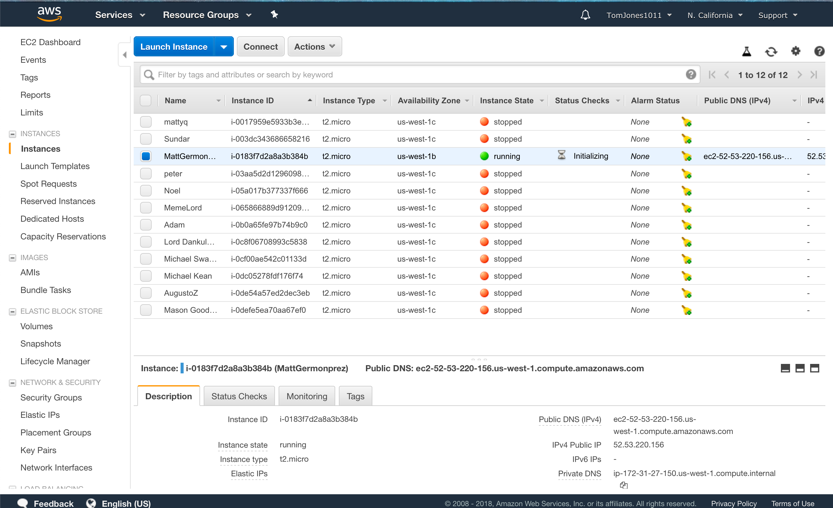 aws Services Resource Groups TomJones1011 N. California Support
EC2 Dashboard
Events
Tags
Reports
Limits
INSTANCES
Instances
Launch Templates
Spot Requests
Reserved Instances
Dedicated Hosts
Capacity Reservations
IMAGES
AMIs
Bundle Tasks
ELASTIC BLOCK STORE
Volumes
Snapshots
Lifecycle Manager
NETWORK & SECURITY
Security Groups
Elastic IPs
Placement Groups
Key Pairs
Network Interfaces
LOAD BALANCING
Launch Instance Connect Actions
Filter by tags and attributes or search by keyword 1 to 12 of 12
Name Instance ID Instance Type Availability Zone Instance State Status Checks Alarm Status Public DNS (IPv4) IPv4
mattyq i-0017959e5933b3e... t2.micro us-west-1c stopped None -
Sundar i-003dc343686658216 t2.micro us-west-1c stopped None -
MattGermon... i-0183f7d2a8a3b384b t2.micro us-west-1b running Initializing None ec2-52-53-220-156.us-... 52.53
peter i-03aa5d2d1296098... t2.micro us-west-1c stopped None -
Noel i-05a017b377337f666 t2.micro us-west-1c stopped None -
MemeLord i-065866889d91209... t2.micro us-west-1c stopped None -
Adam i-0b0a65fe97b74b9c0 t2.micro us-west-1c stopped None -
Lord Dankul... i-0c8f06708993c5838 t2.micro us-west-1c stopped None -
Michael Swa... i-0cf00ae542c01133d t2.micro us-west-1c stopped None -
Michael Kean i-0dc05278fdf176f74 t2.micro us-west-1c stopped None -
AugustoZ i-0de54a57ed2dec3eb t2.micro us-west-1c stopped None -
Mason Good... i-0defe5ea70aa67ef0 t2.micro us-west-1c stopped None -
Instance: i-0183f7d2a8a3b384b (MattGermonprez) Public DNS: ec2-52-53-220-156.us-west-1.compute.amazonaws.com
Description Status Checks Monitoring Tags
Instance ID i-0183f7d2a8a3b384b Public DNS (IPv4) ec2-52-53-220-156.us-
west-1.compute.amazonaws.com
Instance state running IPv4 Public IP 52.53.220.156
Instance type t2.micro IPv6 IPs -
Elastic IPs Private DNS ip-172-31-27-150.us-west-1.compute.internal
Feedback English (US) © 2008 - 2018, Amazon Web Services, Inc. or its affiliates. All rights reserved. Privacy Policy Terms of Use